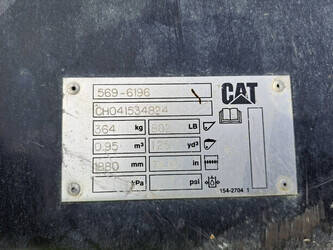 569-6196
CAT
CH041534824
364 kg 802 LB
0.95 m³ yd³
1880 mm in
kPa psi
154-2704 1